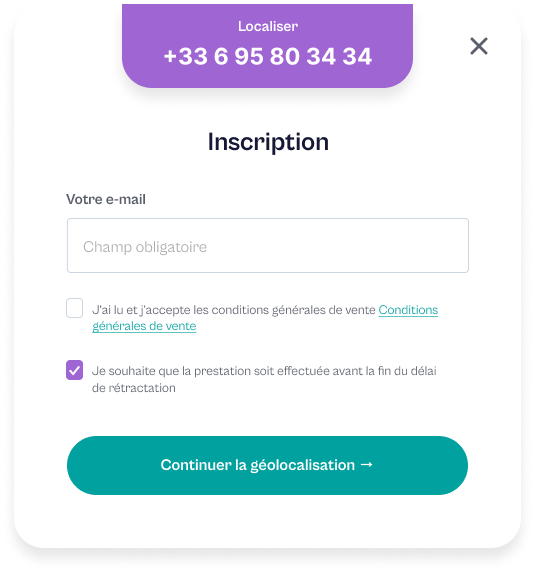 Localiser
+33 6 95 80 34 34
Inscription
Votre e-mail
Champ obligatoire
J'ai lu et j'accepte les conditions générales de vente Conditions
générales de vente
Je souhaite que la prestation soit effectuée avant la fin du délai
de rétractation
Continuer la géolocalisation →